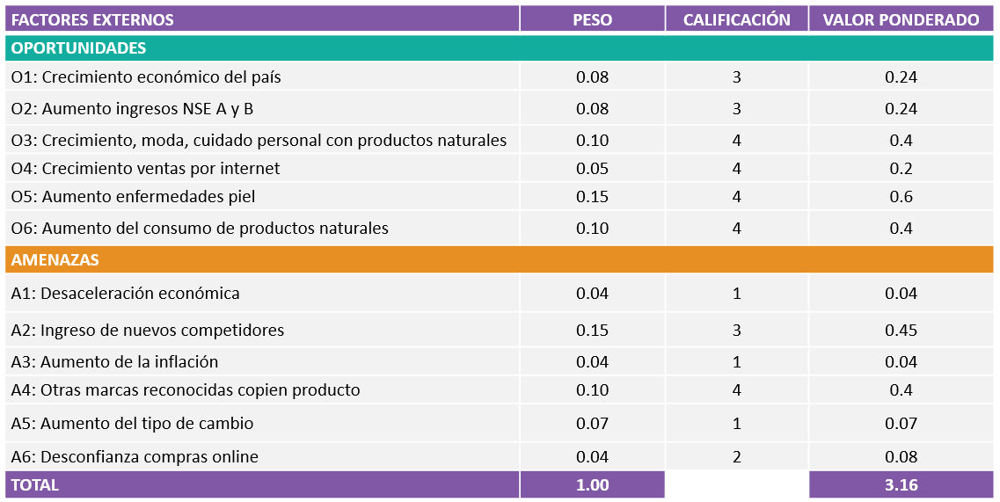 FACTORES EXTERNOS PESO CALIFICACIÓN VALOR PONDERADO
OPORTUNIDADES
O1: Crecimiento económico del país 0.08 3 0.24
O2: Aumento ingresos NSE A y B 0.08 3 0.24
O3: Crecimiento, moda, cuidado personal con productos naturales 0.10 4 0.4
O4: Crecimiento ventas por internet 0.05 4 0.2
O5: Aumento enfermedades piel 0.15 4 0.6
O6: Aumento del consumo de productos naturales 0.10 4 0.4
AMENAZAS
A1: Desaceleración económica 0.04 1 0.04
A2: Ingreso de nuevos competidores 0.15 3 0.45
A3: Aumento de la inflación 0.04 1 0.04
A4: Otras marcas reconocidas copien producto 0.10 4 0.4
A5: Aumento del tipo de cambio 0.07 1 0.07
A6: Desconfianza compras online 0.04 2 0.08
TOTAL 1.00 3.16